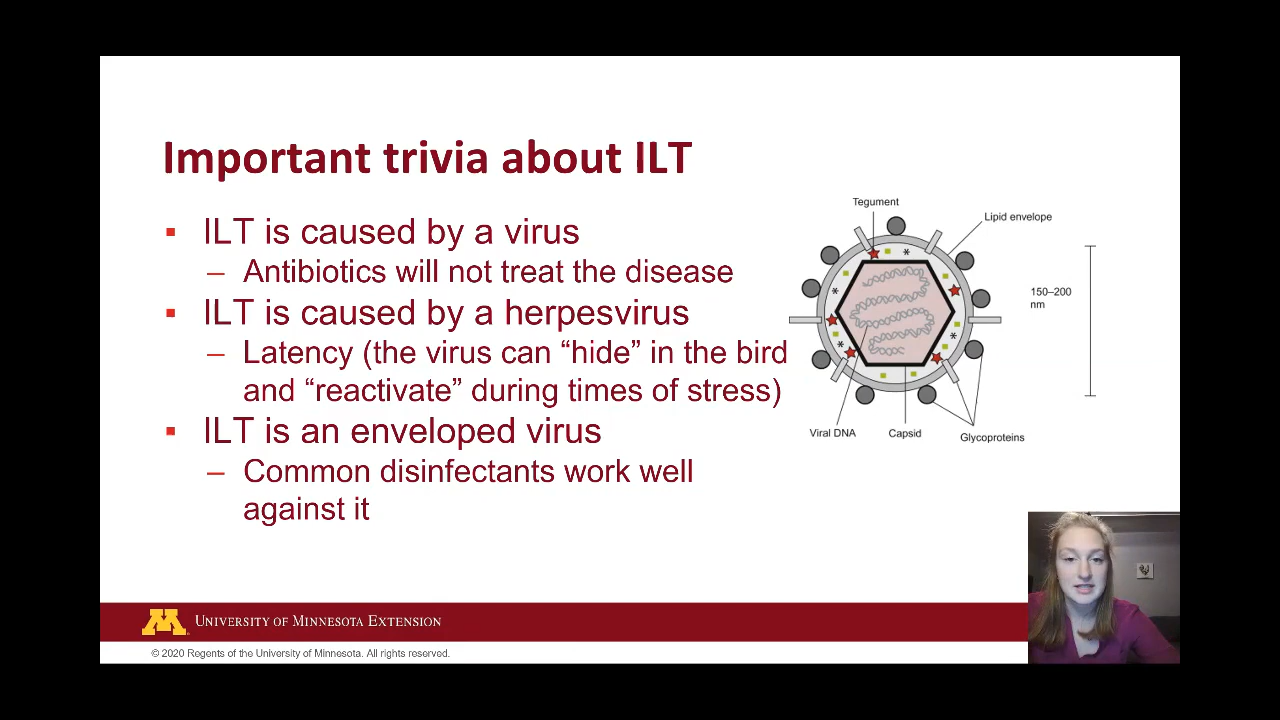 Important trivia about ILT
▪ ILT is caused by a virus
– Antibiotics will not treat the disease
▪ ILT is caused by a herpesvirus
– Latency (the virus can “hide” in the bird
and “reactivate” during times of stress)
▪ ILT is an enveloped virus
– Common disinfectants work well
against it
Tegument
Lipid envelope
150–200
nm
Viral DNA
Capsid
Glycoproteins
M
UNIVERSITY OF MINNESOTA EXTENSION
© 2020 Regents of the University of Minnesota. All rights reserved.